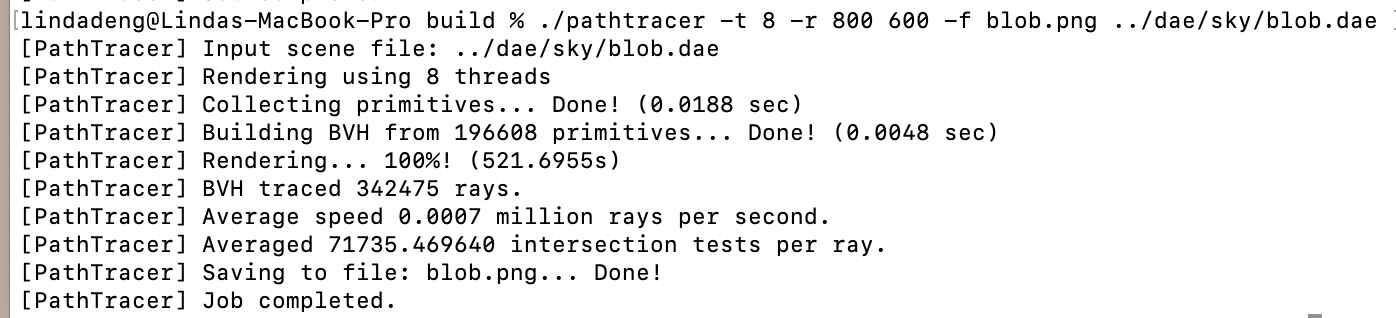 [lindadeng@Lindas-MacBook-Pro build % ./pathtracer -t 8 -r 800 600 -f blob.png ../dae/sky/blob.dae
[PathTracer] Input scene file: ../dae/sky/blob.dae
[PathTracer] Rendering using 8 threads
[PathTracer] Collecting primitives... Done! (0.0188 sec)
[PathTracer] Building BVH from 196608 primitives... Done! (0.0048 sec)
[PathTracer] Rendering... 100%! (521.6955s)
[PathTracer] BVH traced 342475 rays.
[PathTracer] Average speed 0.0007 million rays per second.
[PathTracer] Averaged 71735.469640 intersection tests per ray.
[PathTracer] Saving to file: blob.png... Done!
[PathTracer] Job completed.